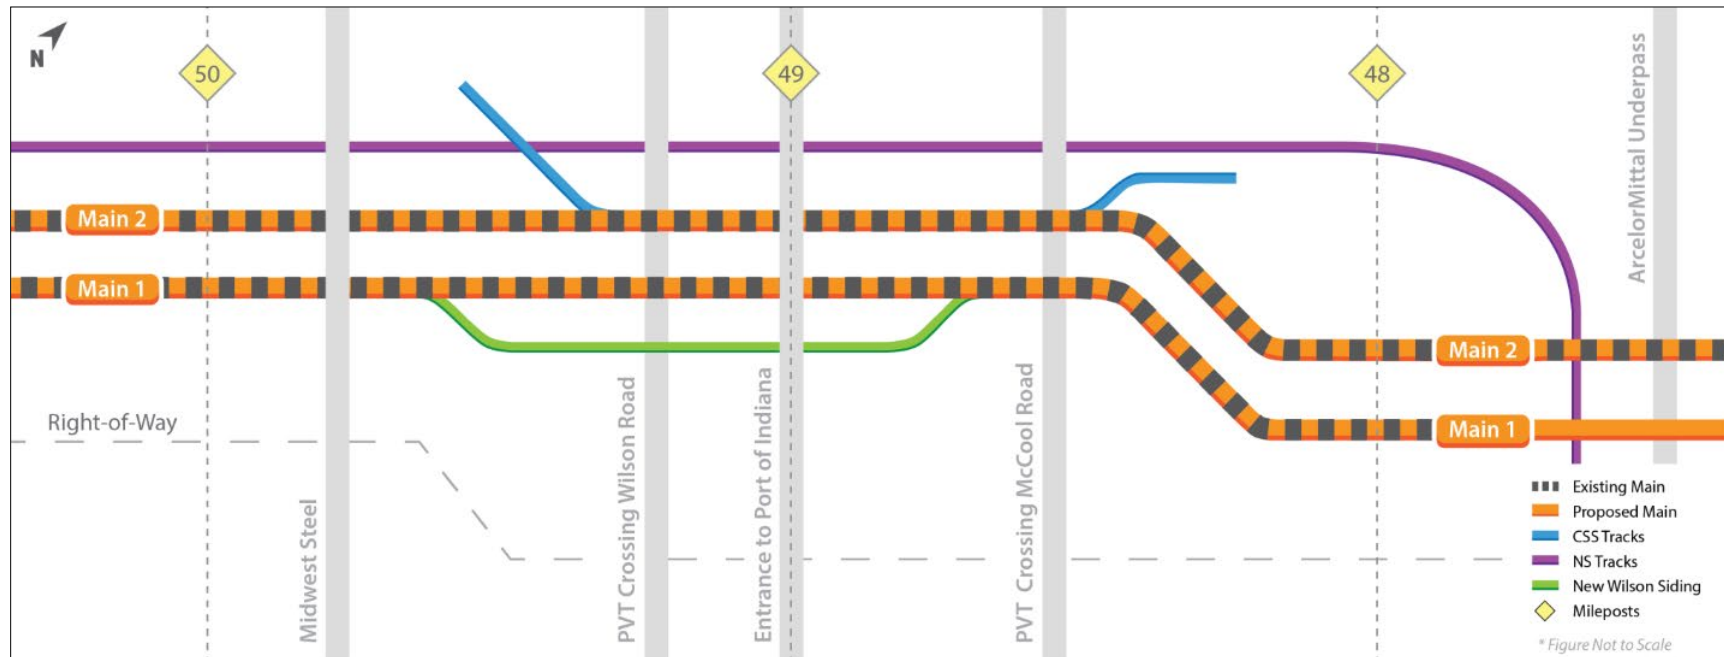 N
50
49
48
Main 2
Main 1
Right-of-Way
Midwest Steel
PVT Crossing Wilson Road
Entrance to Port of Indiana
PVT Crossing McCool Road
ArcelorMittal Underpass
Main 2
Main 1
Existing Main
Proposed Main
CSS Tracks
NS Tracks
New Wilson Siding
Mileposts
* Figure Not to Scale